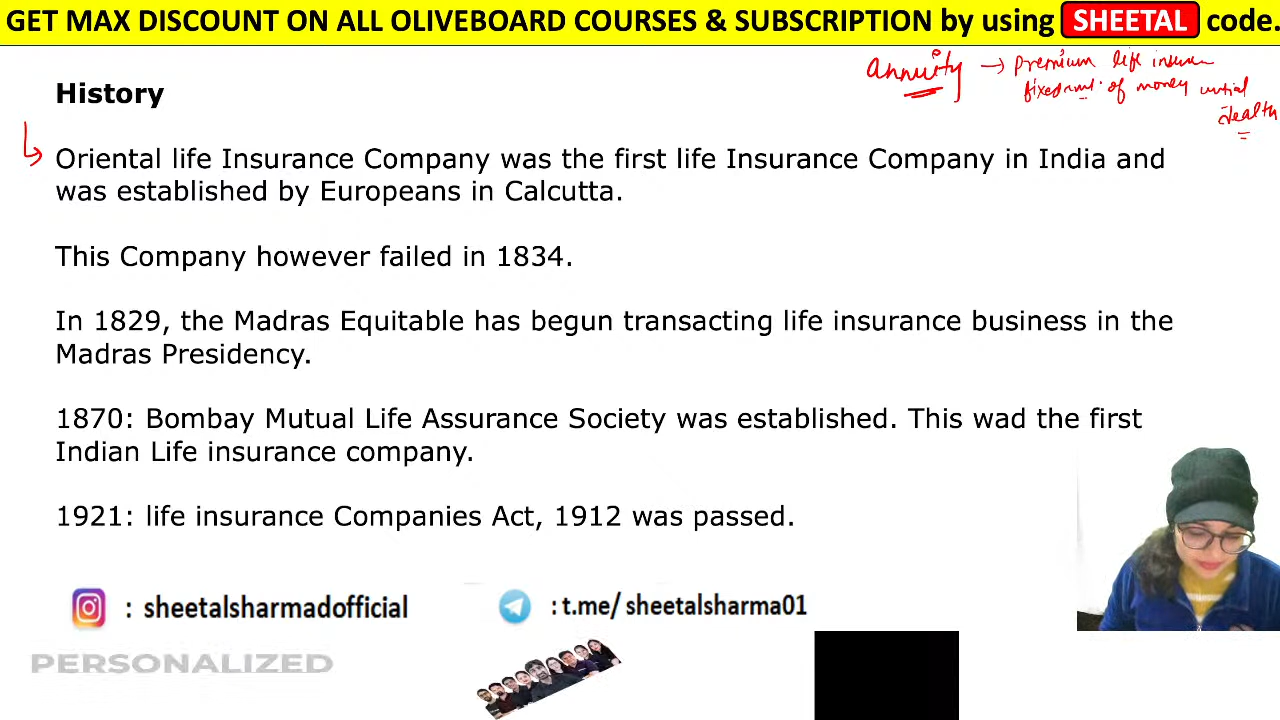 GET MAX DISCOUNT ON ALL OLIVEBOARD COURSES & SUBSCRIPTION by using SHEETAL code.
Annuity → Premium life insuran
fixed amt. of money until
death
History
Oriental life Insurance Company was the first life Insurance Company in India and
was established by Europeans in Calcutta.
This Company however failed in 1834.
In 1829, the Madras Equitable has begun transacting life insurance business in the
Madras Presidency.
1870: Bombay Mutual Life Assurance Society was established. This wad the first
Indian Life insurance company.
1921: life insurance Companies Act, 1912 was passed.
: sheetalsharmadofficial
: t.me/ sheetalsharma01
PERSONALIZED